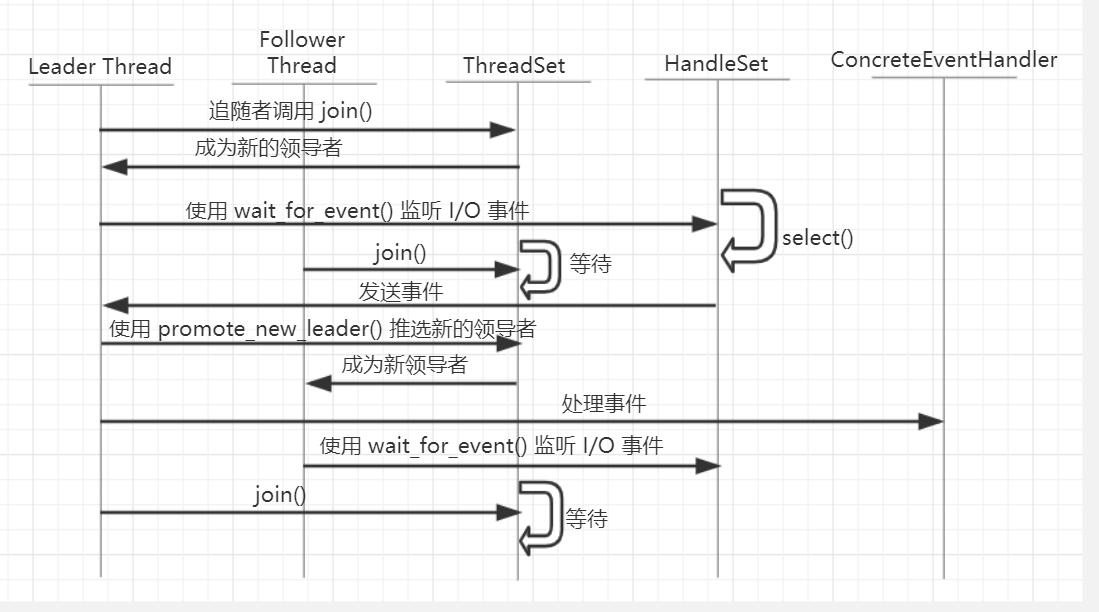 Leader Thread
Follower
Thread
ThreadSet
HandleSet
ConcreteEventHandler
追随者调用 join()
成为新的领导者
使用 wait_for_event() 监听 I/O 事件
select()
join()
等待
发送事件
使用 promote_new_leader() 推选新的领导者
成为新领导者
处理事件
使用 wait_for_event() 监听 I/O 事件
join()
等待